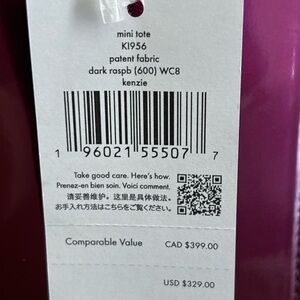 mini tote
KI956
patent fabric
dark raspb (600) WC8
kenzie
1 96021 55507 7
Take good care. Here's how.
Prenez-en bien soin. Voici comment.
请妥善维护。这里是具体做法。
お手入れ方法はこちらをご覧ください。
Comparable Value CAD $399.00
USD $329.00